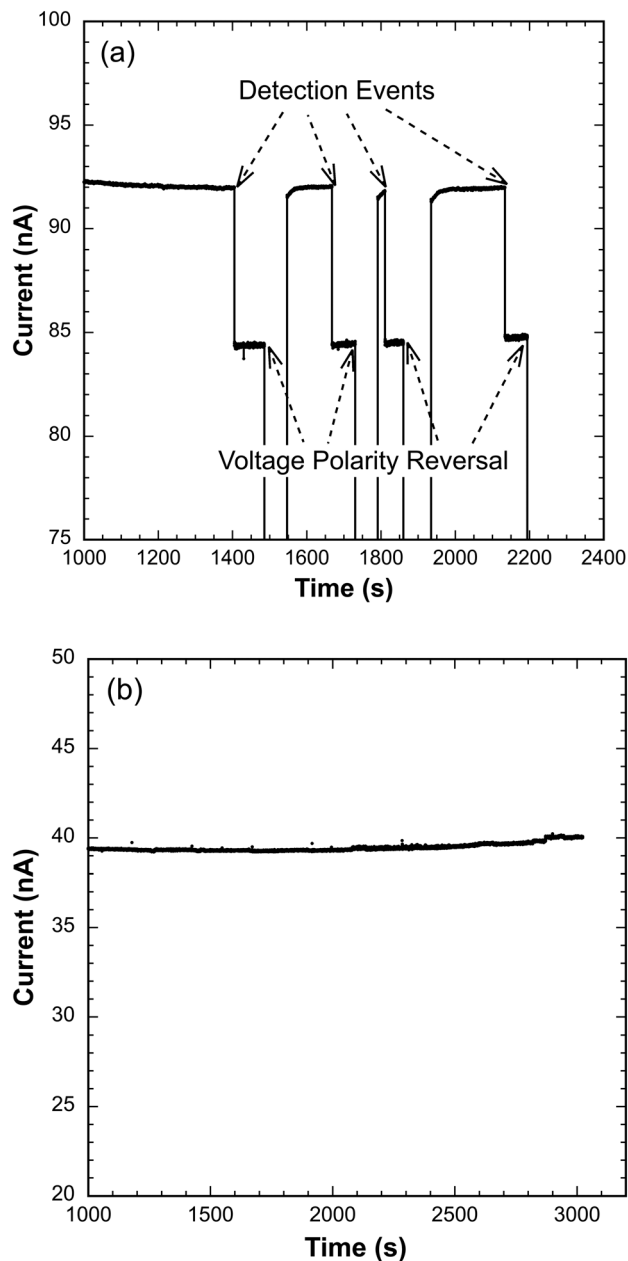 (a)
100
95
90
85
80
75
Current (nA)
Detection Events
Voltage Polarity Reversal
1000 1200 1400 1600 1800 2000 2200 2400
Time (s)
(b)
50
45
40
35
30
25
20
Current (nA)
1000 1500 2000 2500 3000
Time (s)